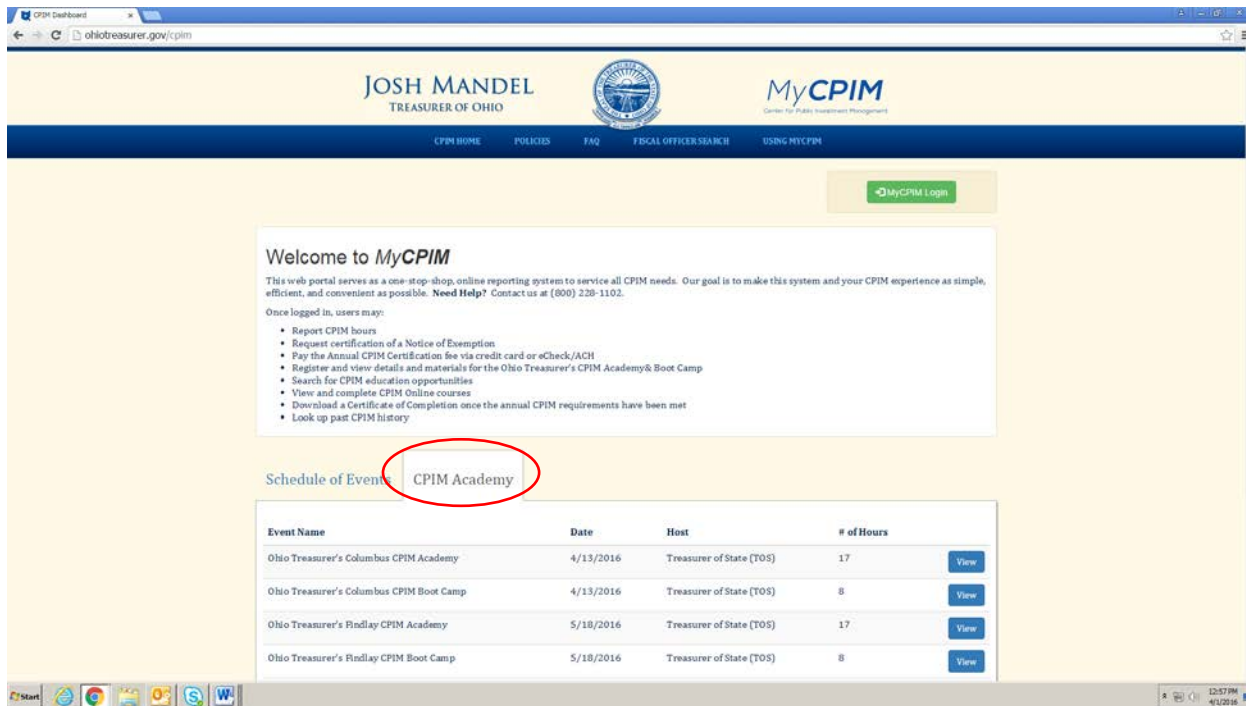 CPIM Dashboard
ohiotreasurer.gov/cpim
JOSH MANDEL
TREASURER OF OHIO
MyCPIM
Center for Public Investment Management
CPIM HOME POLICIES FAQ FISCAL OFFICER SEARCH USING MYCPIM
MyCPIM Login
Welcome to MyCPIM
This web portal serves as a one-stop-shop, online reporting system to service all CPIM needs. Our goal is to make this system and your CPIM experience as simple,
efficient, and convenient as possible. Need Help? Contact us at (800) 228-1102.
Once logged in, users may:
• Report CPIM hours
• Request certification of a Notice of Exemption
• Pay the Annual CPIM Certification fee via credit card or eCheck/ACH
• Register and view details and materials for the Ohio Treasurer's CPIM Academy& Boot Camp
• Search for CPIM education opportunities
• View and complete CPIM Online courses
• Download a Certificate of Completion once the annual CPIM requirements have been met
• Look up past CPIM history
Schedule of Events CPIM Academy
Event Name Date Host # of Hours
Ohio Treasurer's Columbus CPIM Academy 4/13/2016 Treasurer of State (TOS) 17 View
Ohio Treasurer's Columbus CPIM Boot Camp 4/13/2016 Treasurer of State (TOS) 8 View
Ohio Treasurer's Findlay CPIM Academy 5/18/2016 Treasurer of State (TOS) 17 View
Ohio Treasurer's Findlay CPIM Boot Camp 5/18/2016 Treasurer of State (TOS) 8 View
Start
12:57 PM
4/1/2016